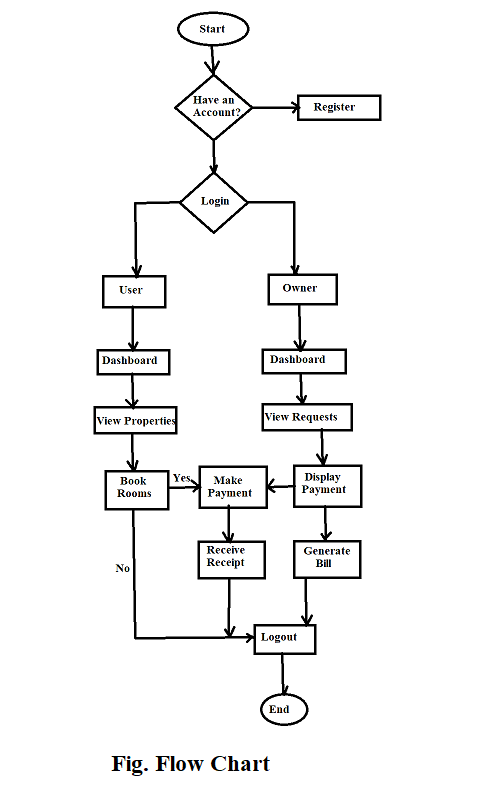 Start
Have an
Account?
Register
Login
User
Owner
Dashboard
Dashboard
View Properties
View Requests
Book
Rooms
Yes
Make
Payment
Display
Payment
No
Receive
Receipt
Generate
Bill
Logout
End
Fig. Flow Chart